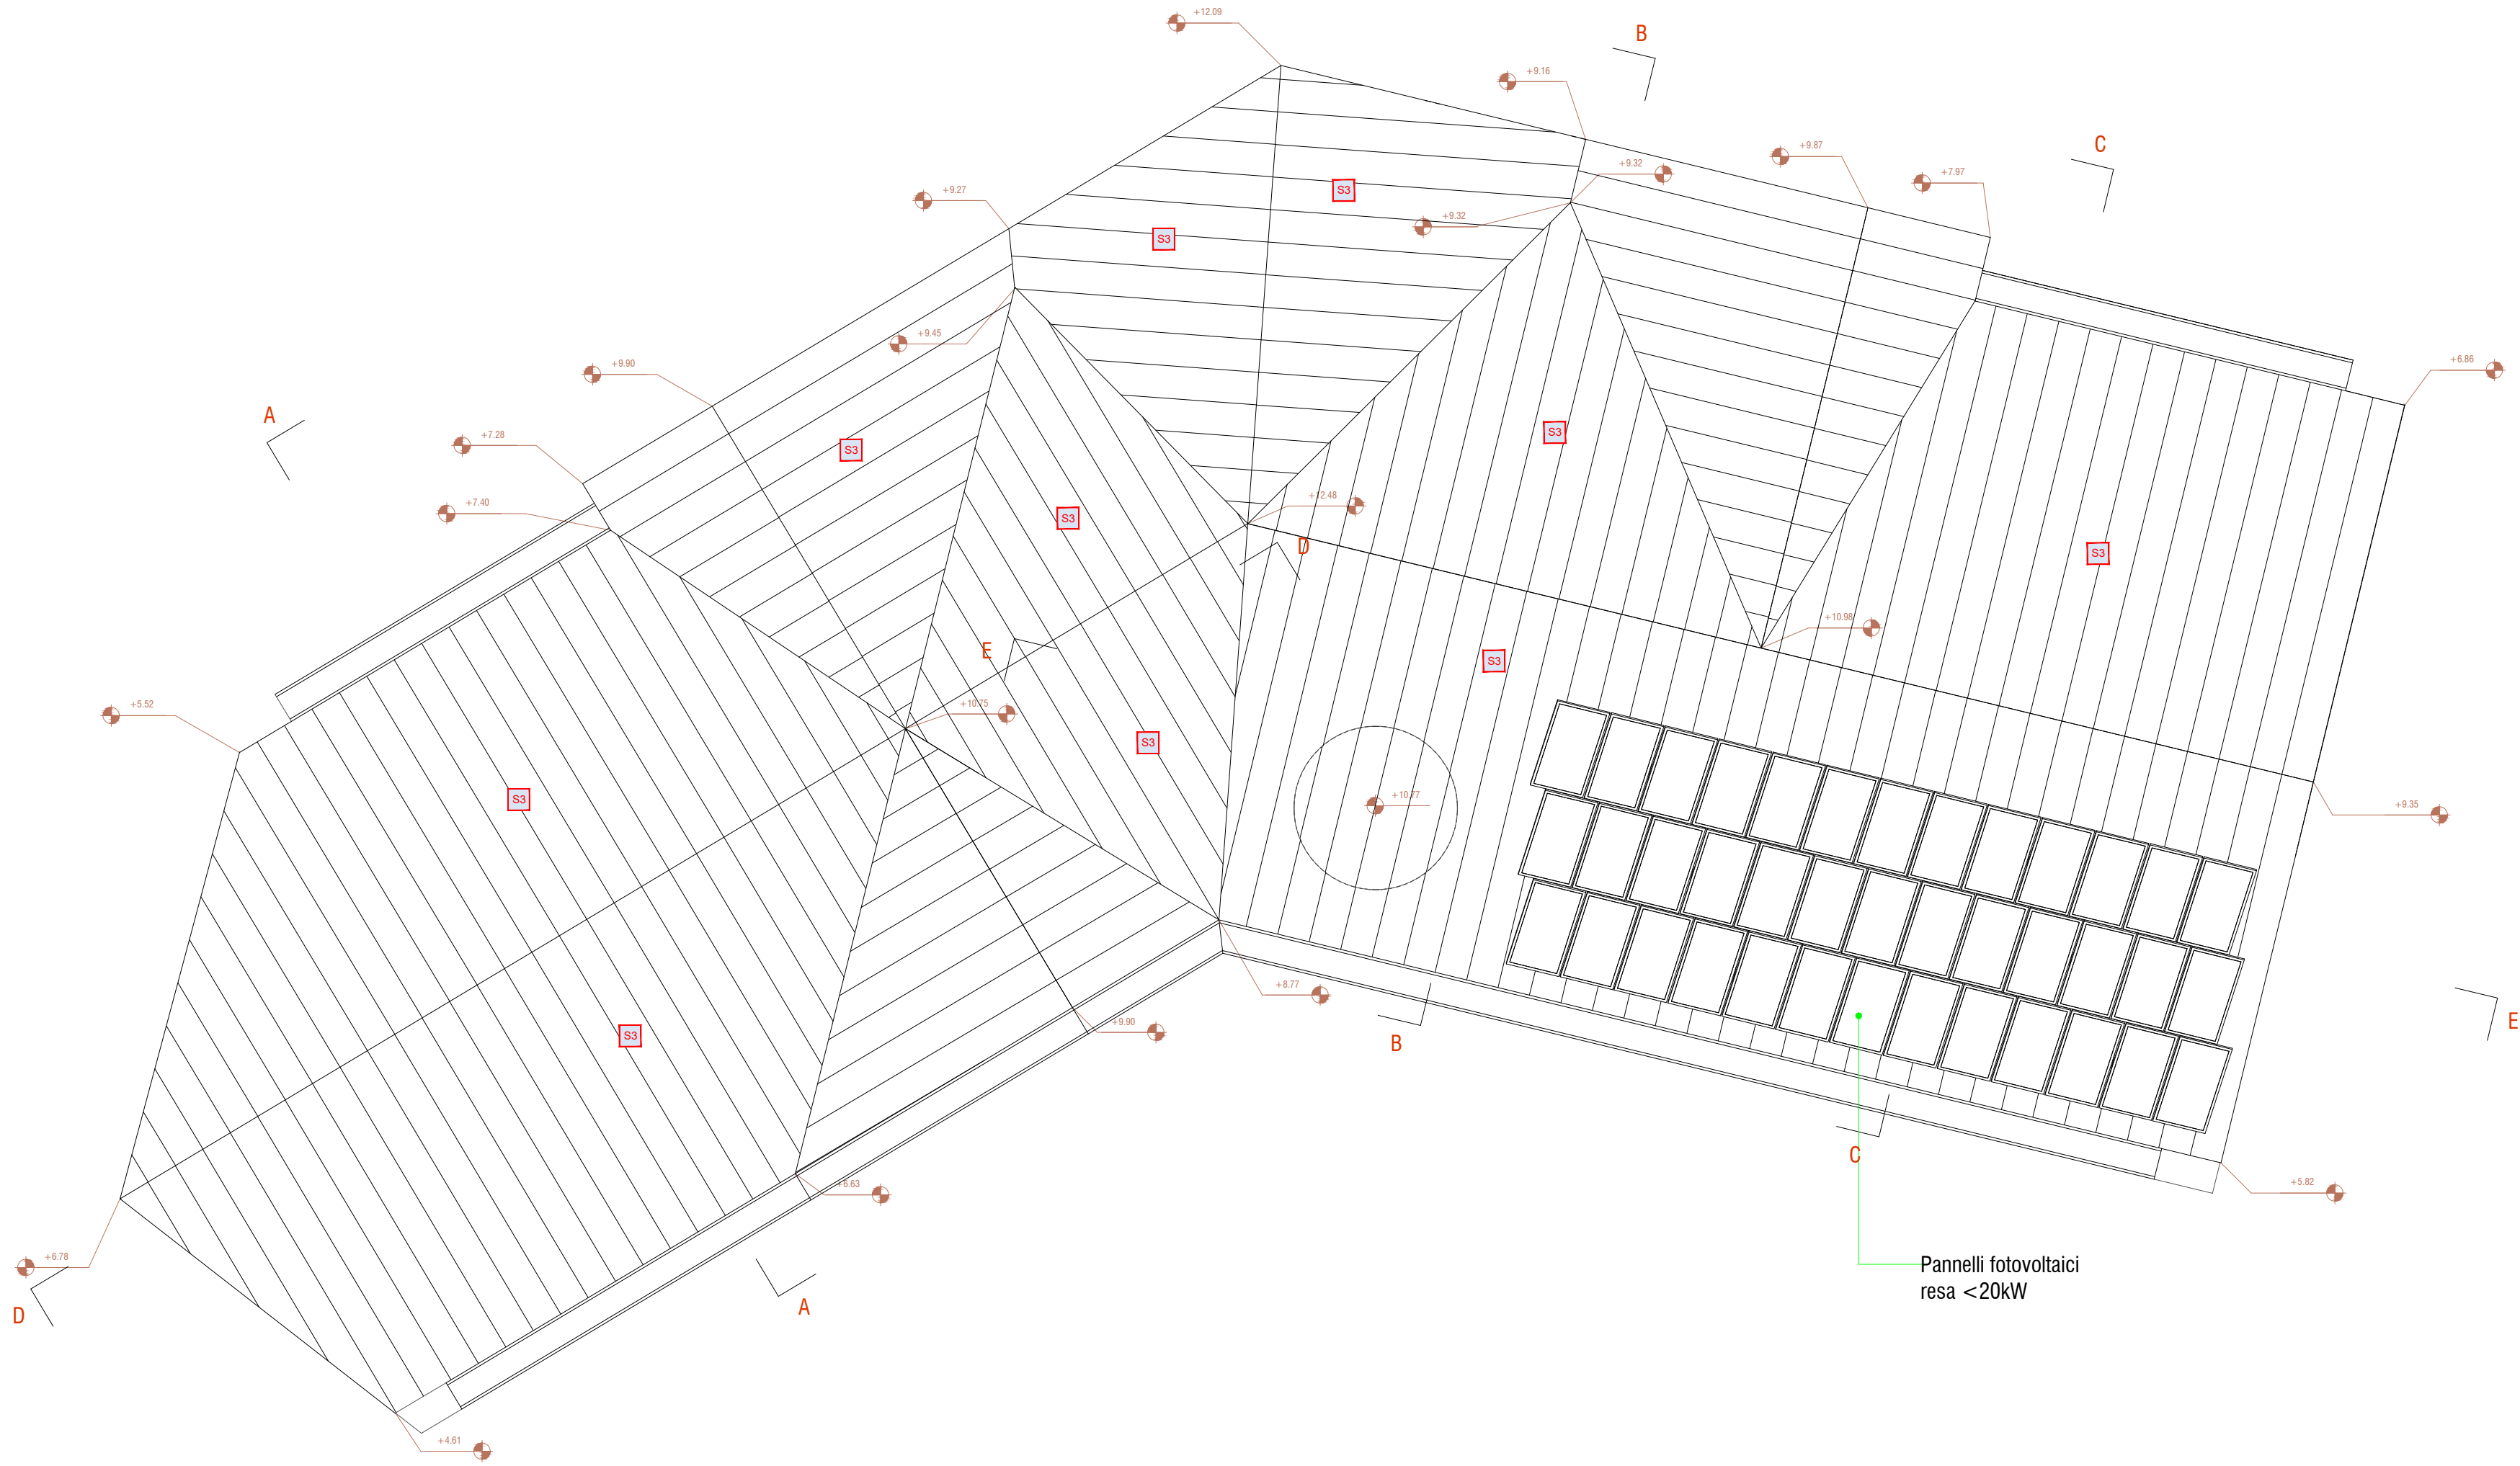 +12.09
B
+9.16
C
+9.87
+9.32
+7.97
+9.27
S3
+9.32
S3
+9.45
+6.86
+9.90
A
+7.28
S3
S3
+7.40
+12.48
S3
D
S3
+10.98
E
S3
+10.75
+5.52
S3
S3
+10.77
+9.35
+8.77
E
+9.90
S3
B
C
+6.63
+5.82
+6.78
Pannelli fotovoltaici
resa <20kW
D
A
+4.61